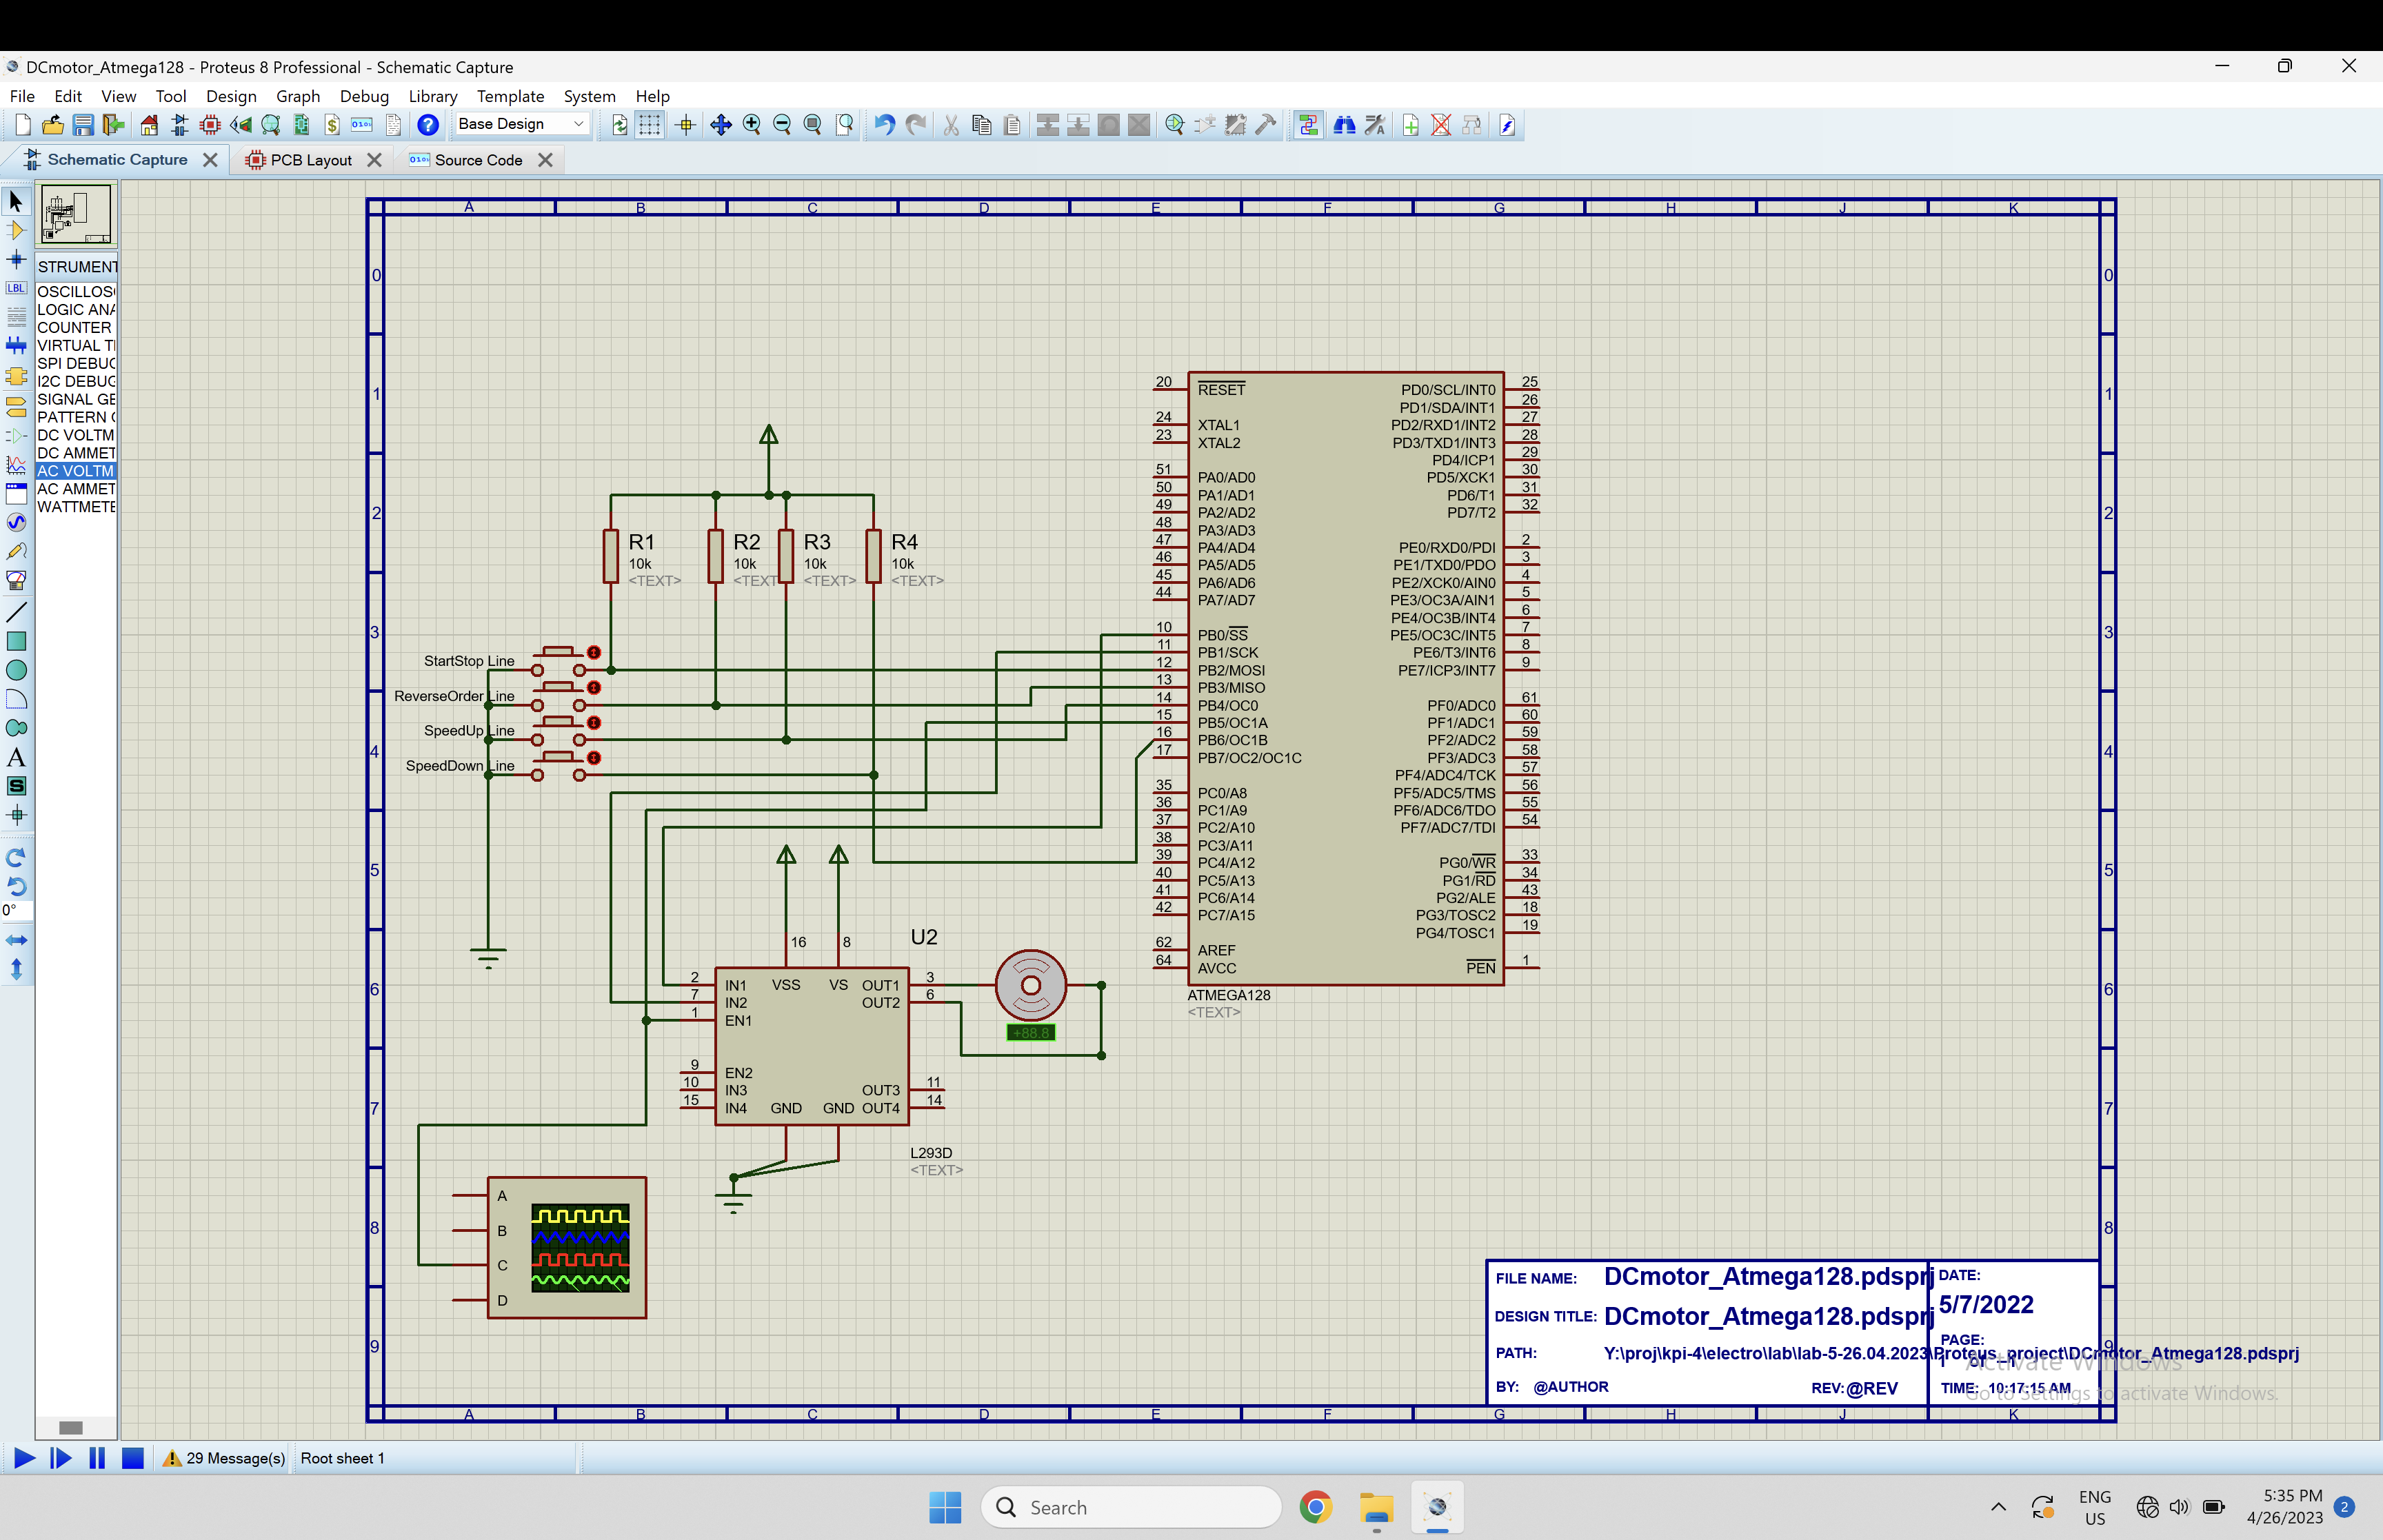 DCmotor_Atmega128 - Proteus 8 Professional - Schematic Capture
File Edit View Tool Design Graph Debug Library Template System Help
Base Design
Schematic Capture PCB Layout Source Code
STRUMENT
OSCILLOS
LOGIC ANA
COUNTER
VIRTUAL T
SPI DEBUG
I2C DEBUG
SIGNAL GE
PATTERN
DC VOLTM
DC AMMET
AC VOLTM
AC AMMET
WATTMETE
LBL
A
S
0°
A B C D E F G H I J K
0 1 2 3 4 5 6 7 8 9
R1
10k
<TEXT>
R2
10k
<TEXT
R3
10k
<TEXT>
R4
10k
<TEXT>
StartStop Line
ReverseOrder Line
SpeedUp Line
SpeedDown Line
20 RESET
24 XTAL1
23 XTAL2
51 PA0/AD0
50 PA1/AD1
49 PA2/AD2
48 PA3/AD3
47 PA4/AD4
46 PA5/AD5
45 PA6/AD6
44 PA7/AD7
10 PB0/SS
11 PB1/SCK
12 PB2/MOSI
13 PB3/MISO
14 PB4/OC0
15 PB5/OC1A
16 PB6/OC1B
17 PB7/OC2/OC1C
35 PC0/A8
36 PC1/A9
37 PC2/A10
38 PC3/A11
39 PC4/A12
40 PC5/A13
41 PC6/A14
42 PC7/A15
62 AREF
64 AVCC
PD0/SCL/INT0 25
PD1/SDA/INT1 26
PD2/RXD1/INT2 27
PD3/TXD1/INT3 28
PD4/ICP1 29
PD5/XCK1 30
PD6/T1 31
PD7/T2 32
PE0/RXD0/PDI 2
PE1/TXD0/PDO 3
PE2/XCK0/AIN0 4
PE3/OC3A/AIN1 5
PE4/OC3B/INT4 6
PE5/OC3C/INT5 7
PE6/T3/INT6 8
PE7/ICP3/INT7 9
PF0/ADC0 61
PF1/ADC1 60
PF2/ADC2 59
PF3/ADC3 58
PF4/ADC4/TCK 57
PF5/ADC5/TMS 56
PF6/ADC6/TDO 55
PF7/ADC7/TDI 54
PG0/WR 33
PG1/RD 34
PG2/ALE 43
PG3/TOSC2 18
PG4/TOSC1 19
PEN 1
ATMEGA128
<TEXT>
U2
16 8
2 IN1 VSS VS OUT1 3
7 IN2 OUT2 6
1 EN1
9 EN2
10 IN3 OUT3 11
15 IN4 GND GND OUT4 14
L293D
<TEXT>
+88.8
A
B
C
D
FILE NAME: DCmotor_Atmega128.pdsprj
DESIGN TITLE: DCmotor_Atmega128.pdsprj
PATH: Y:\proj\kpi-4\electro\lab\lab-5-26.04.2023\Proteus_project\DCmotor_Atmega128.pdsprj
BY: @AUTHOR REV:@REV
DATE:
5/7/2022
PAGE:
TIME: 10:17:15 AM
Activate Windows
Go to Settings to activate Windows.
A B C D E F G H I J K
29 Message(s) Root sheet 1
Search
ENG
US
5:35 PM
4/26/2023
2